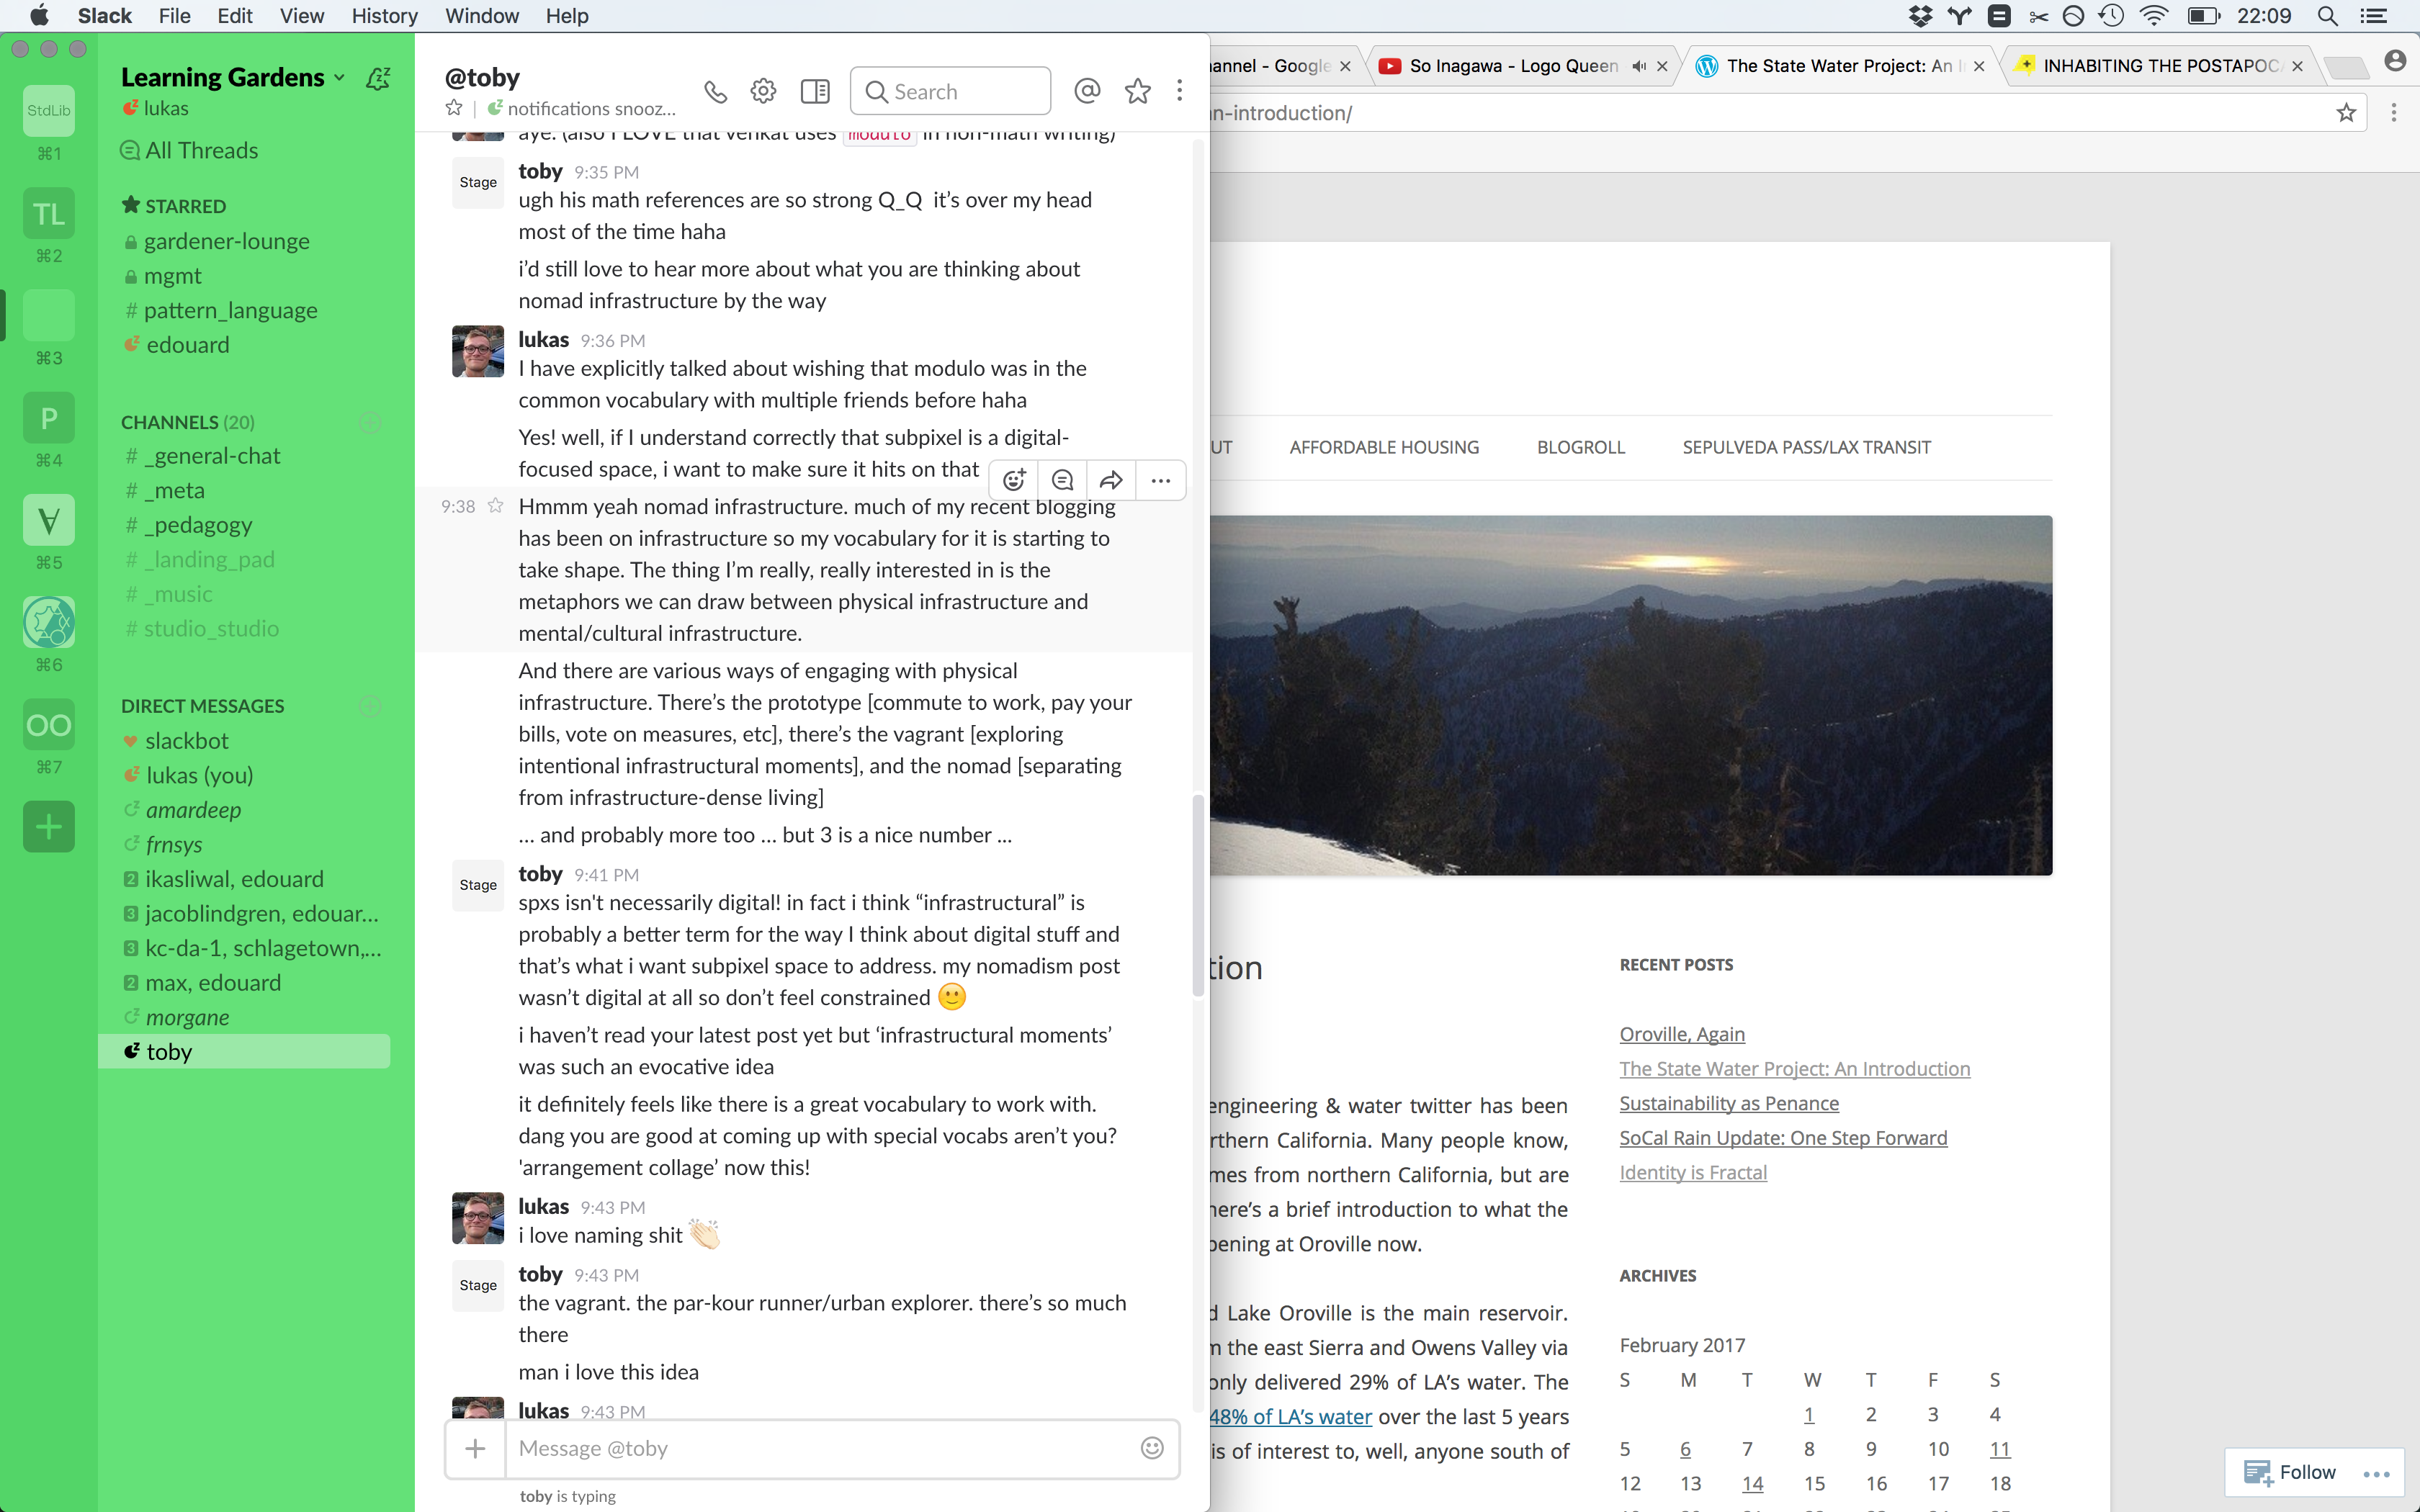 Slack File Edit View History Window Help
22:09
StdLib
⌘1
TL
⌘2
⌘3
P
⌘4
∀
⌘5
⌘6
OO
⌘7
+
Learning Gardens
lukas
All Threads
STARRED
gardener-lounge
mgmt
# pattern_language
edouard
CHANNELS (20)
# _general-chat
# _meta
# _pedagogy
# _landing_pad
# _music
# studio_studio
DIRECT MESSAGES
slackbot
lukas (you)
amardeep
frnsys
2 ikasliwal, edouard
3 jacoblindgren, edouar...
3 kc-da-1, schlagetown,...
2 max, edouard
morgane
toby
@toby
notifications snooz...
Search
aye. (also I LOVE that venkat uses modulo in non-math writing)
Stage
toby 9:35 PM
ugh his math references are so strong Q_Q it’s over my head
most of the time haha
i’d still love to hear more about what you are thinking about
nomad infrastructure by the way
lukas 9:36 PM
I have explicitly talked about wishing that modulo was in the
common vocabulary with multiple friends before haha
Yes! well, if I understand correctly that subpixel is a digital-
focused space, i want to make sure it hits on that
9:38 Hmmm yeah nomad infrastructure. much of my recent blogging
has been on infrastructure so my vocabulary for it is starting to
take shape. The thing I’m really, really interested in is the
metaphors we can draw between physical infrastructure and
mental/cultural infrastructure.
And there are various ways of engaging with physical
infrastructure. There’s the prototype [commute to work, pay your
bills, vote on measures, etc], there’s the vagrant [exploring
intentional infrastructural moments], and the nomad [separating
from infrastructure-dense living]
... and probably more too ... but 3 is a nice number ...
Stage
toby 9:41 PM
spxs isn't necessarily digital! in fact i think “infrastructural” is
probably a better term for the way I think about digital stuff and
that’s what i want subpixel space to address. my nomadism post
wasn’t digital at all so don’t feel constrained 🙂
i haven’t read your latest post yet but ‘infrastructural moments’
was such an evocative idea
it definitely feels like there is a great vocabulary to work with.
dang you are good at coming up with special vocabs aren’t you?
'arrangement collage’ now this!
lukas 9:43 PM
i love naming shit 👏🏻
Stage
toby 9:43 PM
the vagrant. the par-kour runner/urban explorer. there’s so much
there
man i love this idea
lukas 9:43 PM
Message @toby
toby is typing
annel - Google
So Inagawa - Logo Queen
The State Water Project: An I
INHABITING THE POSTAPOC
n-introduction/
UT
AFFORDABLE HOUSING
BLOGROLL
SEPULVEDA PASS/LAX TRANSIT
tion
engineering & water twitter has been
rthern California. Many people know,
mes from northern California, but are
here’s a brief introduction to what the
pening at Oroville now.
d Lake Oroville is the main reservoir.
m the east Sierra and Owens Valley via
only delivered 29% of LA’s water. The
48% of LA’s water over the last 5 years
is of interest to, well, anyone south of
RECENT POSTS
Oroville, Again
The State Water Project: An Introduction
Sustainability as Penance
SoCal Rain Update: One Step Forward
Identity is Fractal
ARCHIVES
February 2017
S M T W T F S
1 2 3 4
5 6 7 8 9 10 11
12 13 14 15 16 17 18
Follow